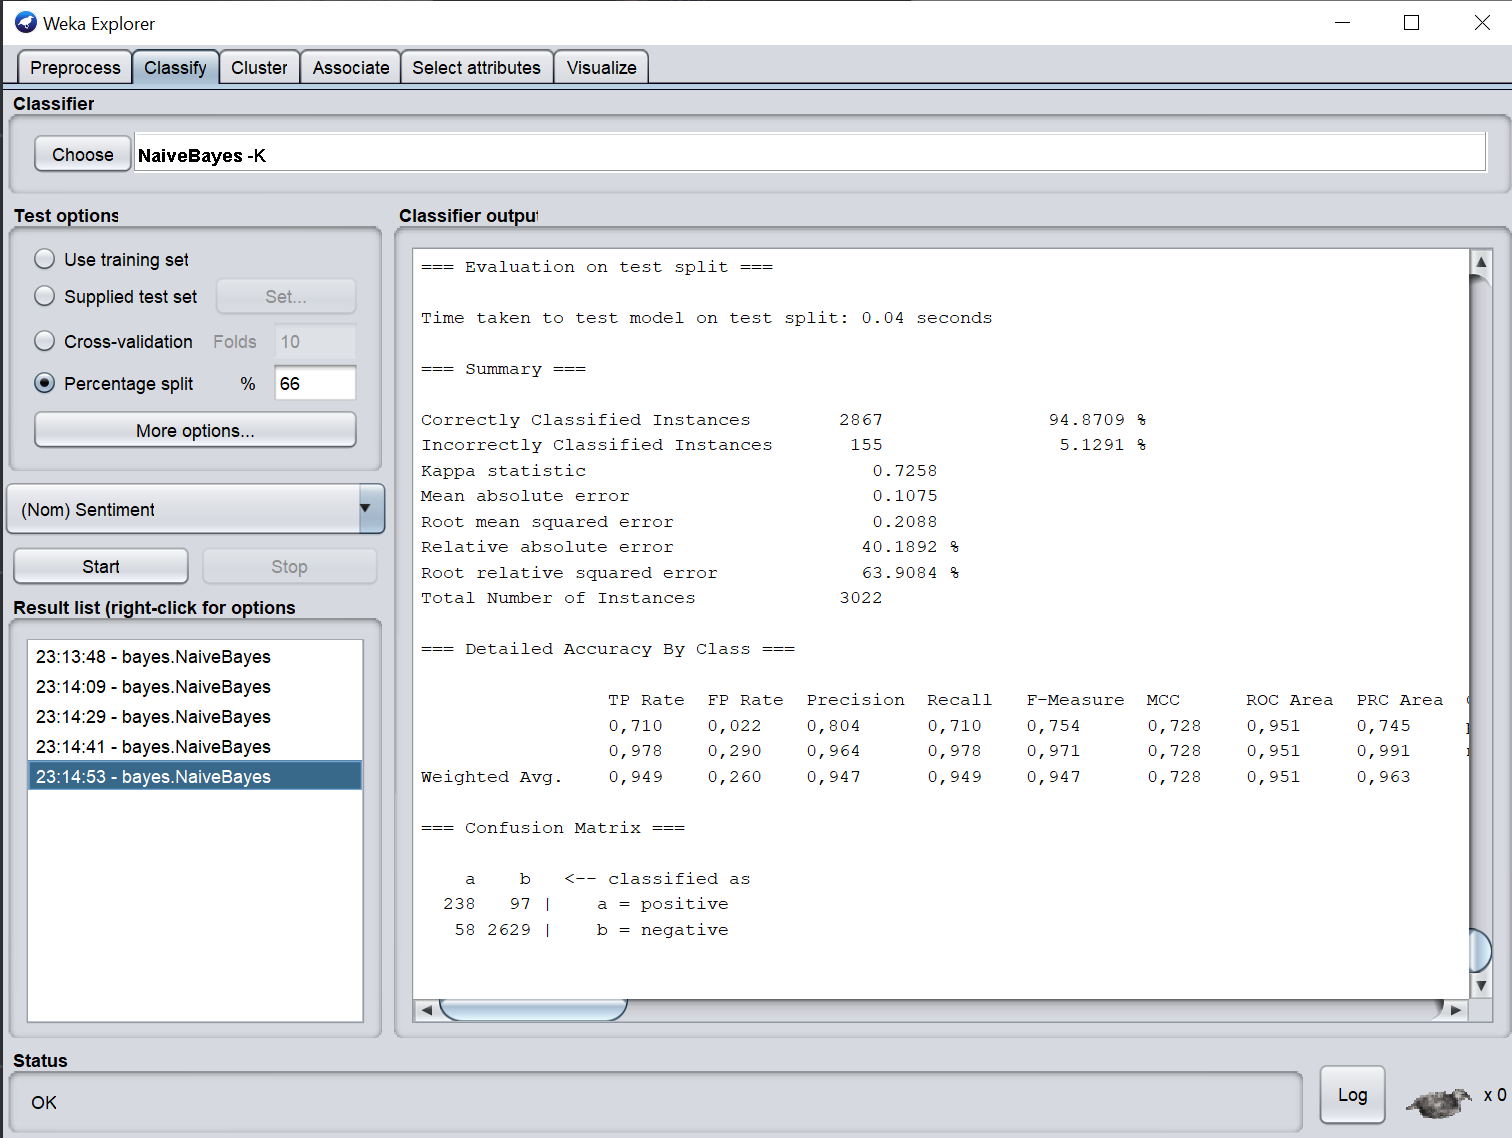 Weka Explorer
Preprocess Classify Cluster Associate Select attributes Visualize
Classifier
Choose NaiveBayes -K
Test options
Use training set
Supplied test set Set...
Cross-validation Folds 10
Percentage split % 66
More options...
(Nom) Sentiment
Start Stop
Result list (right-click for options
23:13:48 - bayes.NaiveBayes
23:14:09 - bayes.NaiveBayes
23:14:29 - bayes.NaiveBayes
23:14:41 - bayes.NaiveBayes
23:14:53 - bayes.NaiveBayes
Classifier output
=== Evaluation on test split ===
Time taken to test model on test split: 0.04 seconds
=== Summary ===
Correctly Classified Instances 2867 94.8709 %
Incorrectly Classified Instances 155 5.1291 %
Kappa statistic 0.7258
Mean absolute error 0.1075
Root mean squared error 0.2088
Relative absolute error 40.1892 %
Root relative squared error 63.9084 %
Total Number of Instances 3022
=== Detailed Accuracy By Class ===
TP Rate FP Rate Precision Recall F-Measure MCC ROC Area PRC Area
0,710 0,022 0,804 0,710 0,754 0,728 0,951 0,745
0,978 0,290 0,964 0,978 0,971 0,728 0,951 0,991
Weighted Avg. 0,949 0,260 0,947 0,949 0,947 0,728 0,951 0,963
=== Confusion Matrix ===
a b <-- classified as
238 97 | a = positive
58 2629 | b = negative
Status
OK
Log
x 0